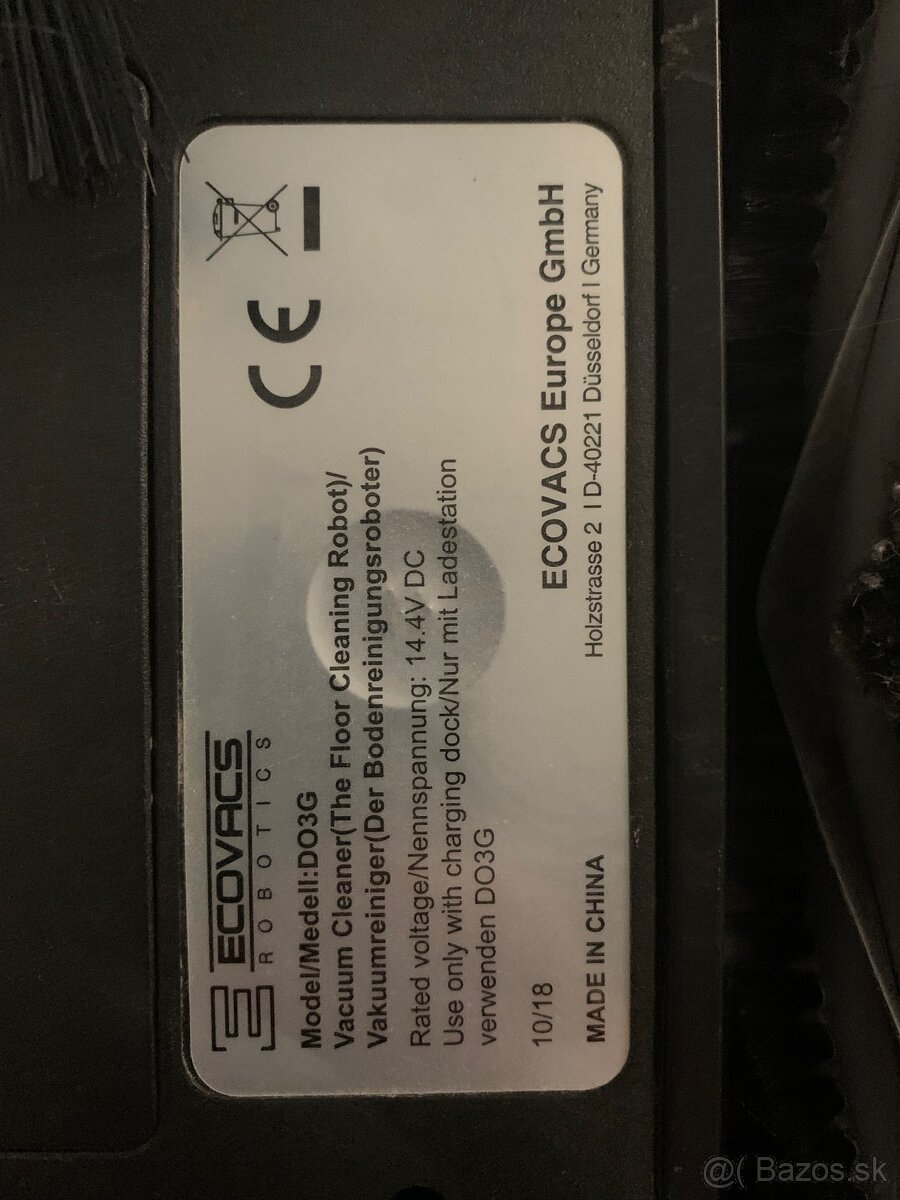 ECOVACS
ROBOTICS
Model/Medell:DO3G
Vacuum Cleaner(The Floor Cleaning Robot)/
Vakuumreiniger(Der Bodenreinigungsroboter)
Rated voltage/Nennspannung: 14.4V DC
Use only with charging dock/Nur mit Ladestation
verwenden DO3G
CE
10/18
ECOVACS Europe GmbH
MADE IN CHINA
Holzstrasse 2 I D-40221 Düsseldorf I Germany
@( Bazos.sk